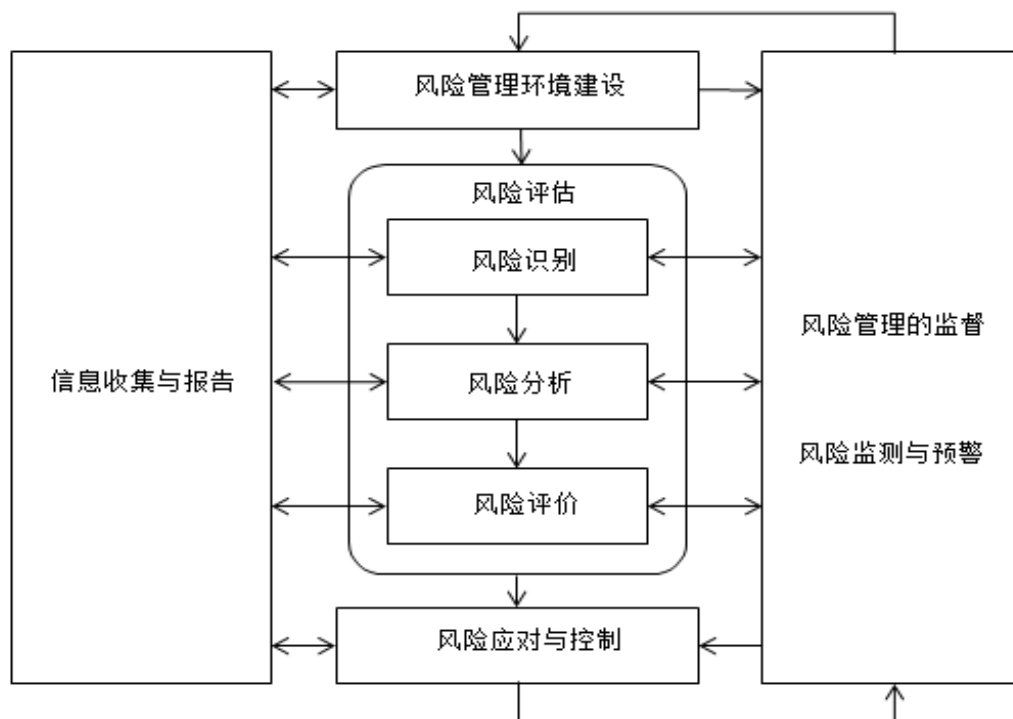 风险管理环境建设
风险评估
风险识别
风险管理的监督
信息收集与报告
风险分析
风险监测与预警
风险评价
风险应对与控制